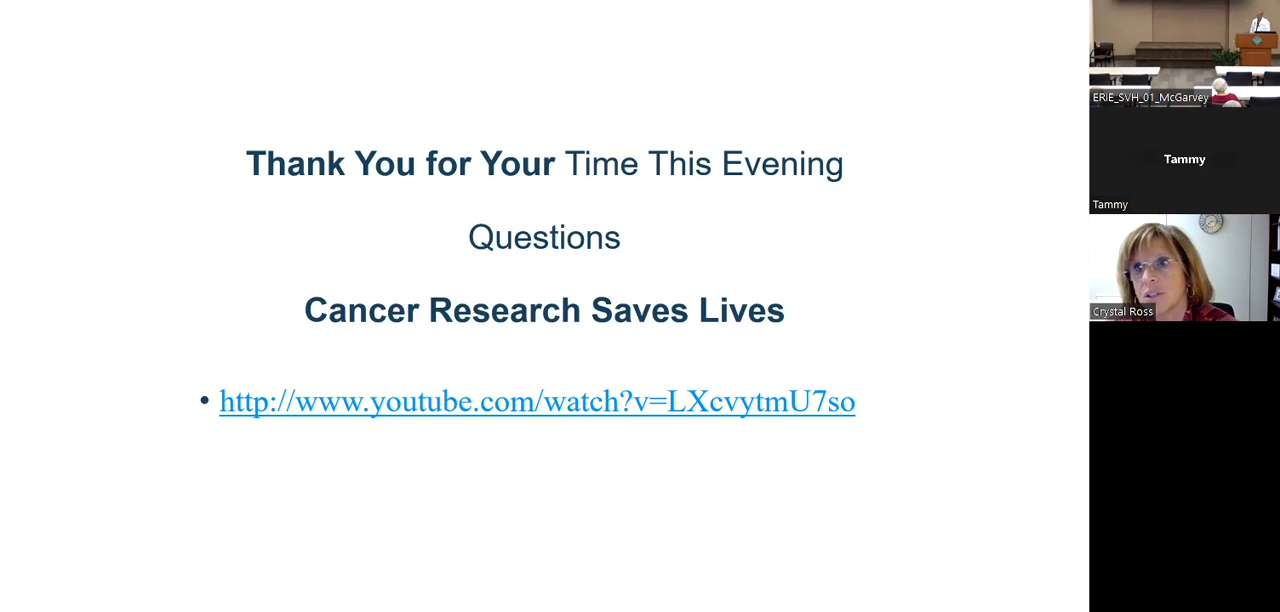 Thank You for Your Time This Evening
Questions
Cancer Research Saves Lives
• http://www.youtube.com/watch?v=LXcvytmU7so
ERIE_SVH_01_McGarvey
Tammy
Tammy
Crystal Ross